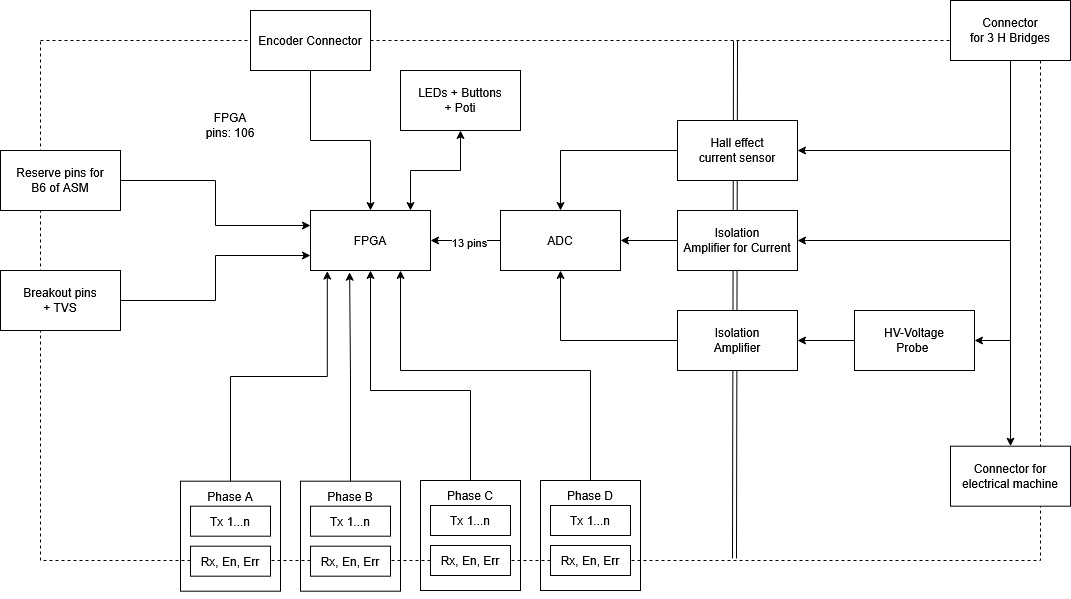 Connector
for 3 H Bridges
Encoder Connector
LEDs + Buttons
+ Poti
FPGA
pins: 106
Hall effect
current sensor
Reserve pins for
B6 of ASM
FPGA
13 pins
ADC
Isolation
Amplifier for Current
Breakout pins
+ TVS
Isolation
Amplifier
HV-Voltage
Probe
Connector for
electrical machine
Phase A
Tx 1...n
Rx, En, Err
Phase B
Tx 1...n
Rx, En, Err
Phase C
Tx 1...n
Rx, En, Err
Phase D
Tx 1...n
Rx, En, Err